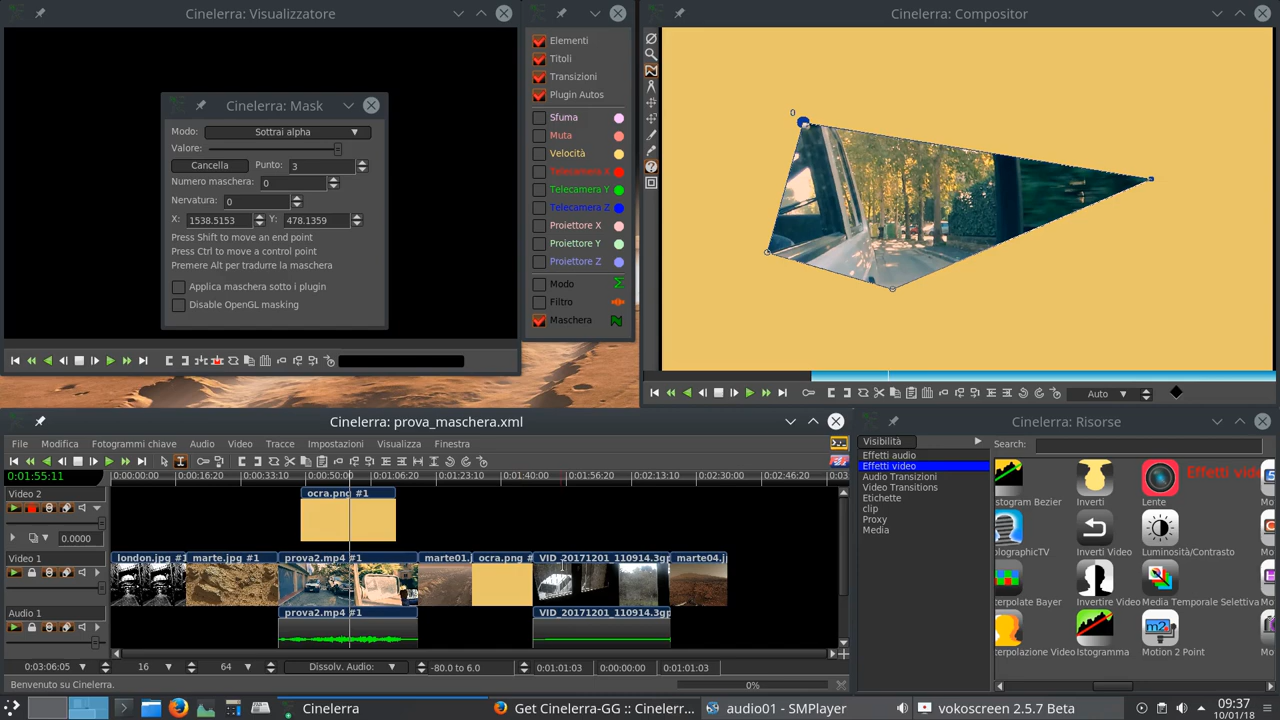 Cinelerra: Visualizzatore
Cinelerra: Compositor
Cinelerra: Mask
Modo: Sottrai alpha
Valore:
Cancella Punto: 3
Numero maschera: 0
Nervatura: 0
X: 1538.5153 Y: 478.1359
Press Shift to move an end point
Press Ctrl to move a control point
Premere Alt per tradurre la maschera
Applica maschera sotto i plugin
Disable OpenGL masking
Elementi
Titoli
Transizioni
Plugin Autos
Sfuma
Muta
Velocità
Telecamera X
Telecamera Y
Telecamera Z
Proiettore X
Proiettore Y
Proiettore Z
Modo
Filtro
Maschera
0
Auto
Cinelerra: prova_maschera.xml
File Modifica Fotogrammi chiave Audio Video Tracce Impostazioni Visualizza Finestra
0:01:55:11
0:00:00:00 0:00:16:20 0:00:50:00 0:01:06:20 0:01:23:10 0:01:40:00 0:01:56:20 0:02:13:10 0:02:46:20
Video 2
ocra.png #1
0.0000
Video 1
london.jpg #1 marte.jpg #1 prova2.mp4 #1 marte01.j ocra.png # VID_20171201_110914.3gp marte04.j
Audio 1
prova2.mp4 #1 VID_20171201_110914.3gp
0:03:06:05 16 64 Dissolv. Audio: -80.0 to 6.0 0:01:01:03 0:00:00:00 0:01:01:03
Benvenuto su Cinelerra.
0%
Cinelerra: Risorse
Visibilità
Search:
Effetti audio
Effetti video
Audio Transizioni
Video Transitions
Etichette
clip
Proxy
Media
Effetti vide
istogram Bezier Inverti Lente
olographicTV Inverti Video Luminosità/Contrasto
terpolate Bayer Invertire Video Media Temporale Selettiva
erpolazione Video Istogramma Motion 2 Point
m2
Cinelerra
Get Cinelerra-GG :: Cinelerr...
audio01 - SMPlayer
vokoscreen 2.5.7 Beta
09:37
10/01/18